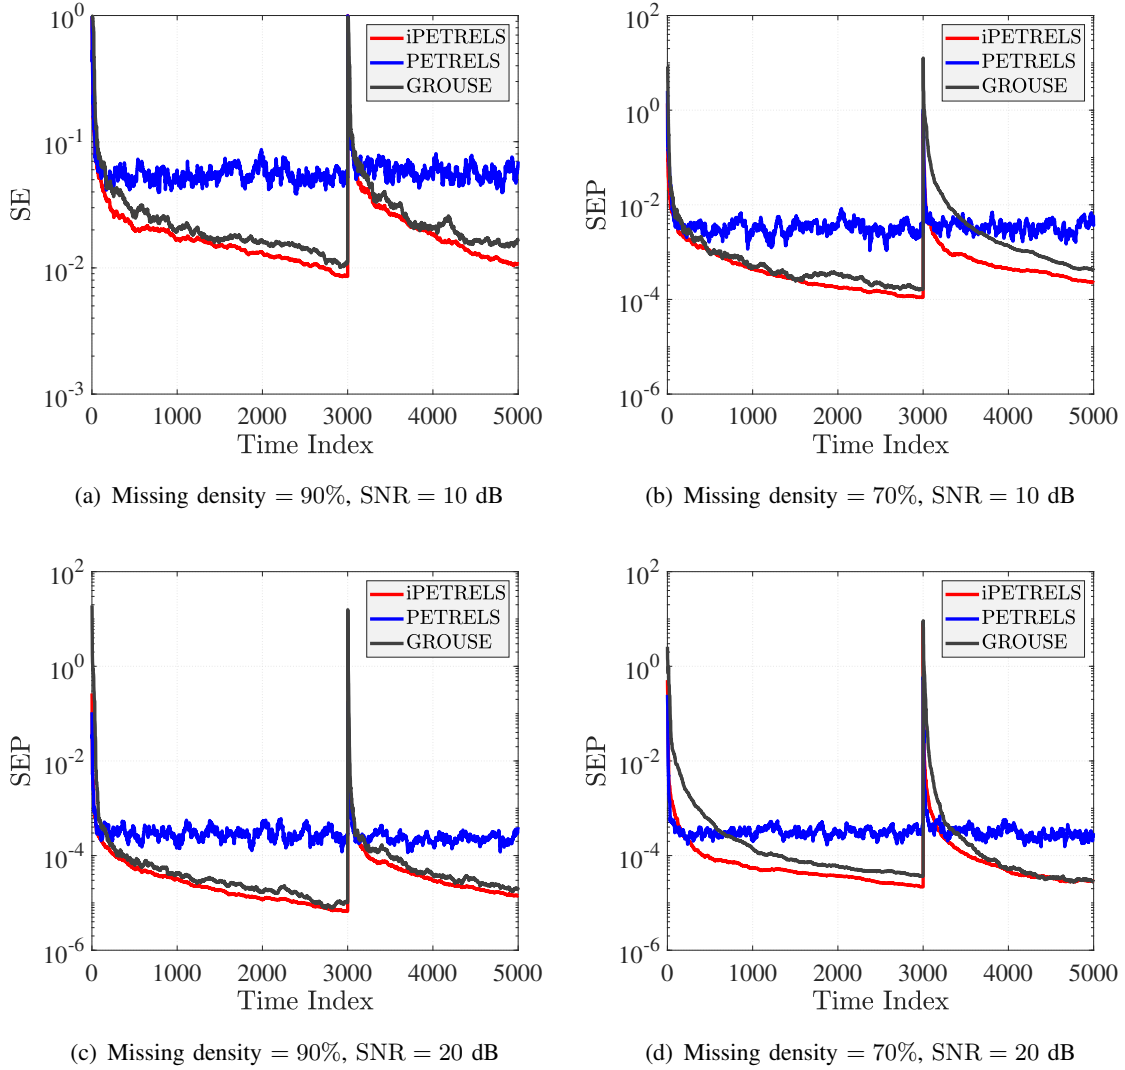 SE
10^0
10^-1
10^-2
10^-3
0 1000 2000 3000 4000 5000
Time Index
iPETRELS
PETRELS
GROUSE
(a) Missing density = 90%, SNR = 10 dB
SEP
10^2
10^0
10^-2
10^-4
10^-6
0 1000 2000 3000 4000 5000
Time Index
iPETRELS
PETRELS
GROUSE
(b) Missing density = 70%, SNR = 10 dB
SEP
10^2
10^0
10^-2
10^-4
10^-6
0 1000 2000 3000 4000 5000
Time Index
iPETRELS
PETRELS
GROUSE
(c) Missing density = 90%, SNR = 20 dB
SEP
10^2
10^0
10^-2
10^-4
10^-6
0 1000 2000 3000 4000 5000
Time Index
iPETRELS
PETRELS
GROUSE
(d) Missing density = 70%, SNR = 20 dB